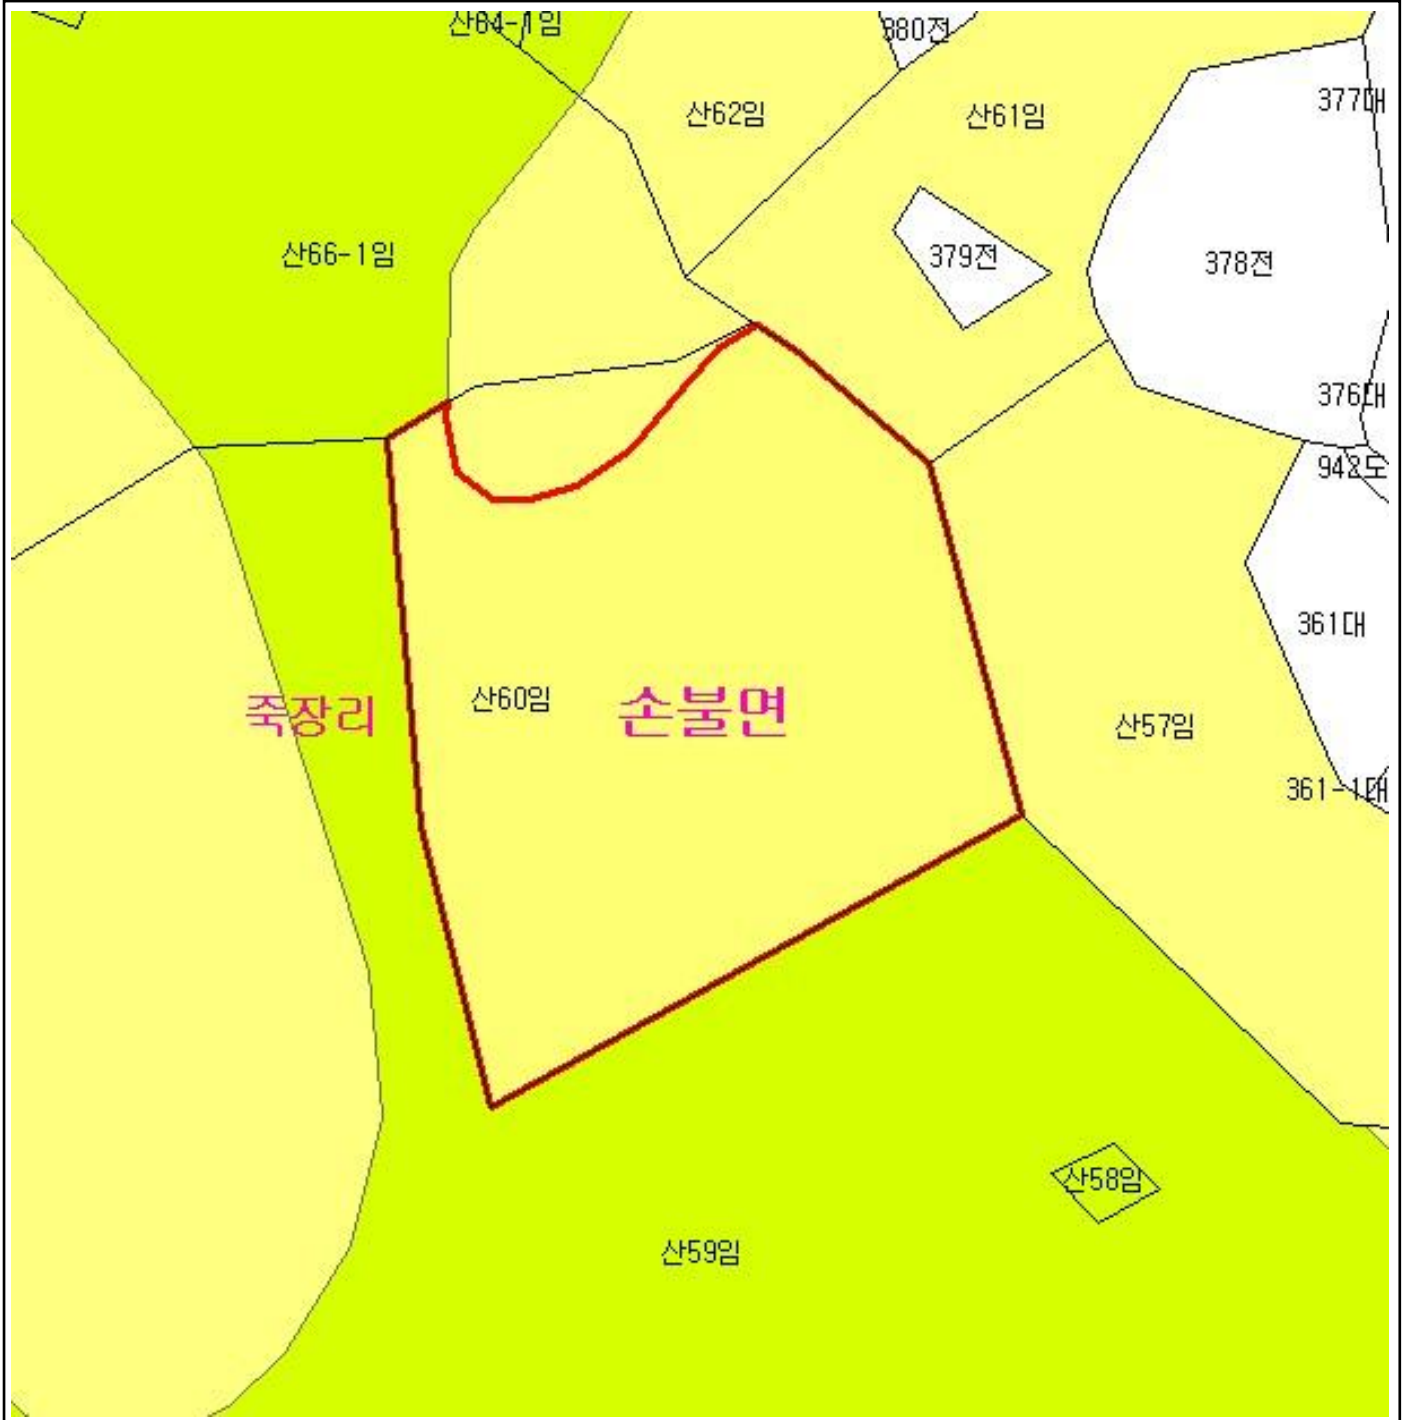 산64-1임
380전
377대
산62임
산61임
산66-1임
379전
378전
376대
942도
361대
산60임
손불면
죽장리
산57임
361-1대
산58임
산59임